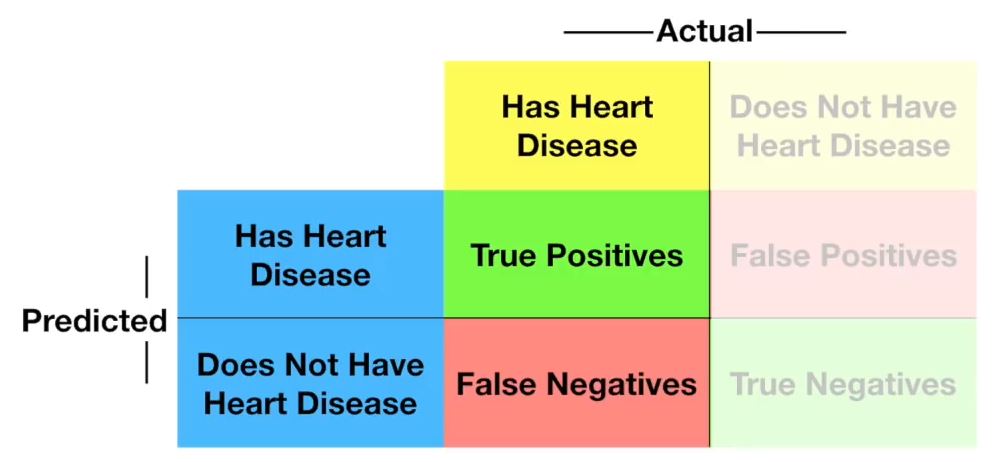 Actual
Has Heart
Disease
Does Not Have
Heart Disease
Has Heart
Disease
True Positives
False Positives
Predicted
Does Not Have
Heart Disease
False Negatives
True Negatives